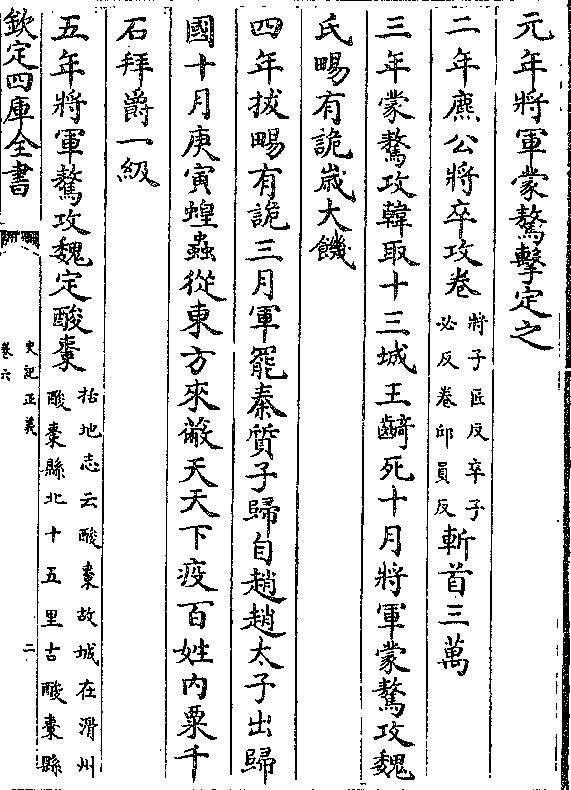 元年將軍蒙驁擊定之
二年麃公將卒攻卷將子匠反卒子必反卷邱員反斬首三萬
三年蒙驁攻韓取十三城王齮死十月將軍蒙驁攻魏
氏畼有詭歲大饑
四年拔畼有詭三月軍罷秦質子歸自趙趙太子出歸
國十月庚寅蝗蟲從東方來蔽天天下疫百姓內粟千
石拜爵一級
五年將軍驁攻魏定酸棗括地志云酸棗故城在滑州酸棗縣北十五里古酸棗縣
欽定四庫全書
史記正義
卷六
二